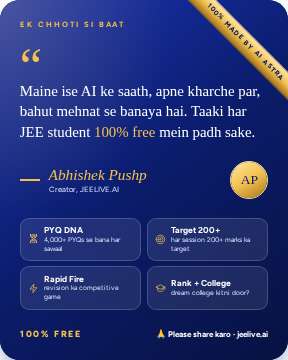 EK CHHOTI SI BAAT
100% MADE BY AI ASTRA
“
Maine ise AI ke saath, apne kharche par,
bahut mehnat se banaya hai. Taaki har
JEE student 100% free mein padh sake.
Abhishek Pushp
Creator, JEELIVE.AI
AP
PYQ DNA
4,000+ PYQs se bana har
sawaal
Target 200+
har session 200+ marks ka
target
Rapid Fire
revision ka competitive
game
Rank + College
dream college kitni door?
100% FREE
🙏 Please share karo · jeelive.ai